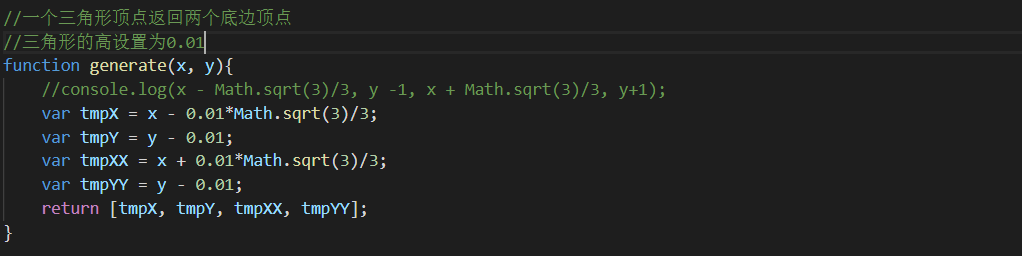 //一个三角形顶点返回两个底边顶点
//三角形的高设置为0.01
function generate(x, y){
//console.log(x - Math.sqrt(3)/3, y -1, x + Math.sqrt(3)/3, y+1);
var tmpX = x - 0.01*Math.sqrt(3)/3;
var tmpY = y - 0.01;
var tmpXX = x + 0.01*Math.sqrt(3)/3;
var tmpYY = y - 0.01;
return [tmpX, tmpY, tmpXX, tmpYY];
}